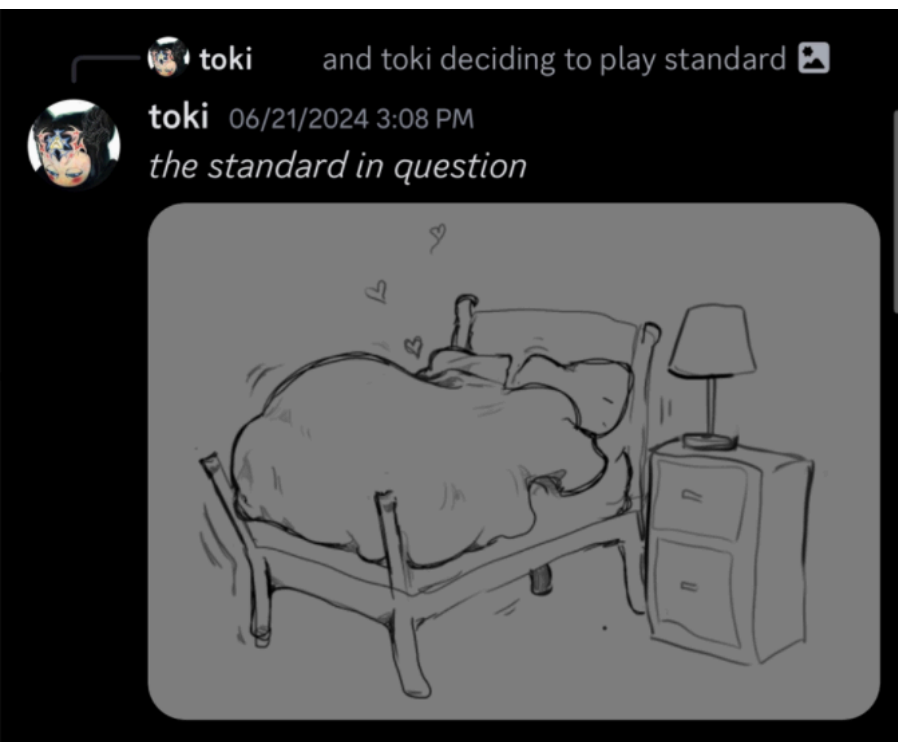 toki and toki deciding to play standard
toki 06/21/2024 3:08 PM
the standard in question